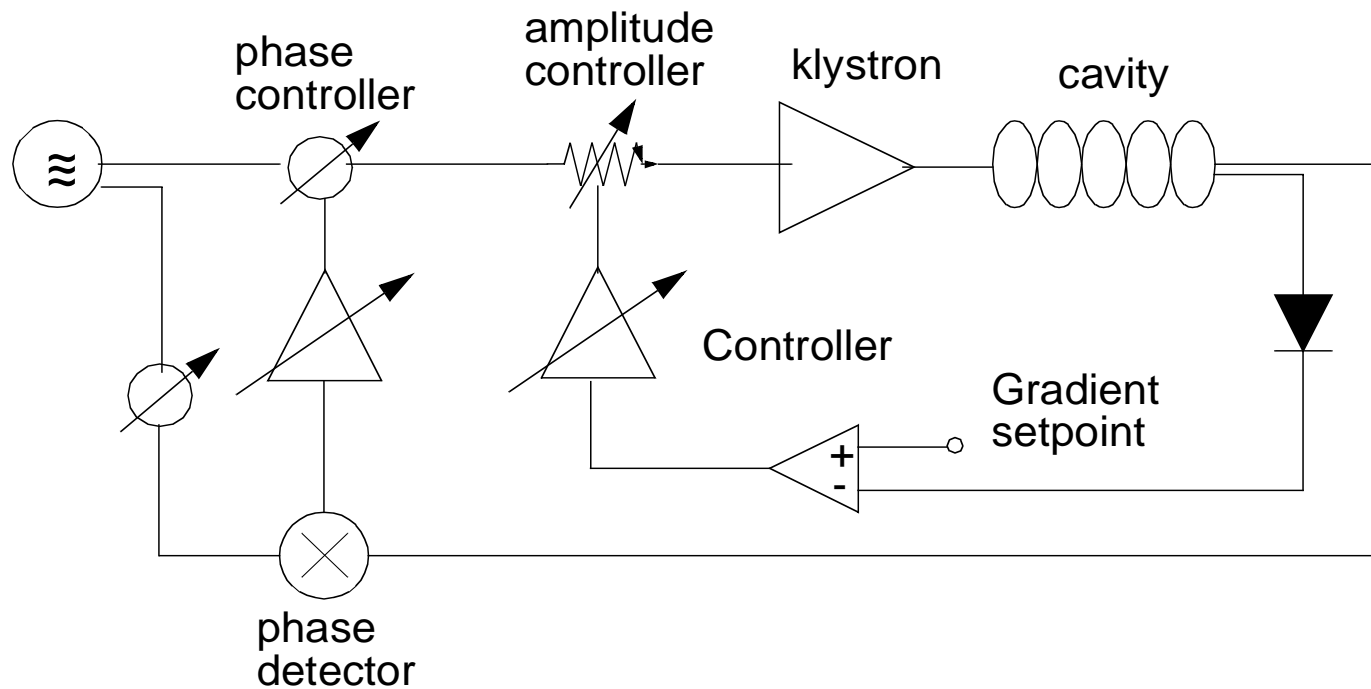 phase
controller
amplitude
controller
klystron
cavity
≋
Controller
Gradient
setpoint
+
-
phase
detector